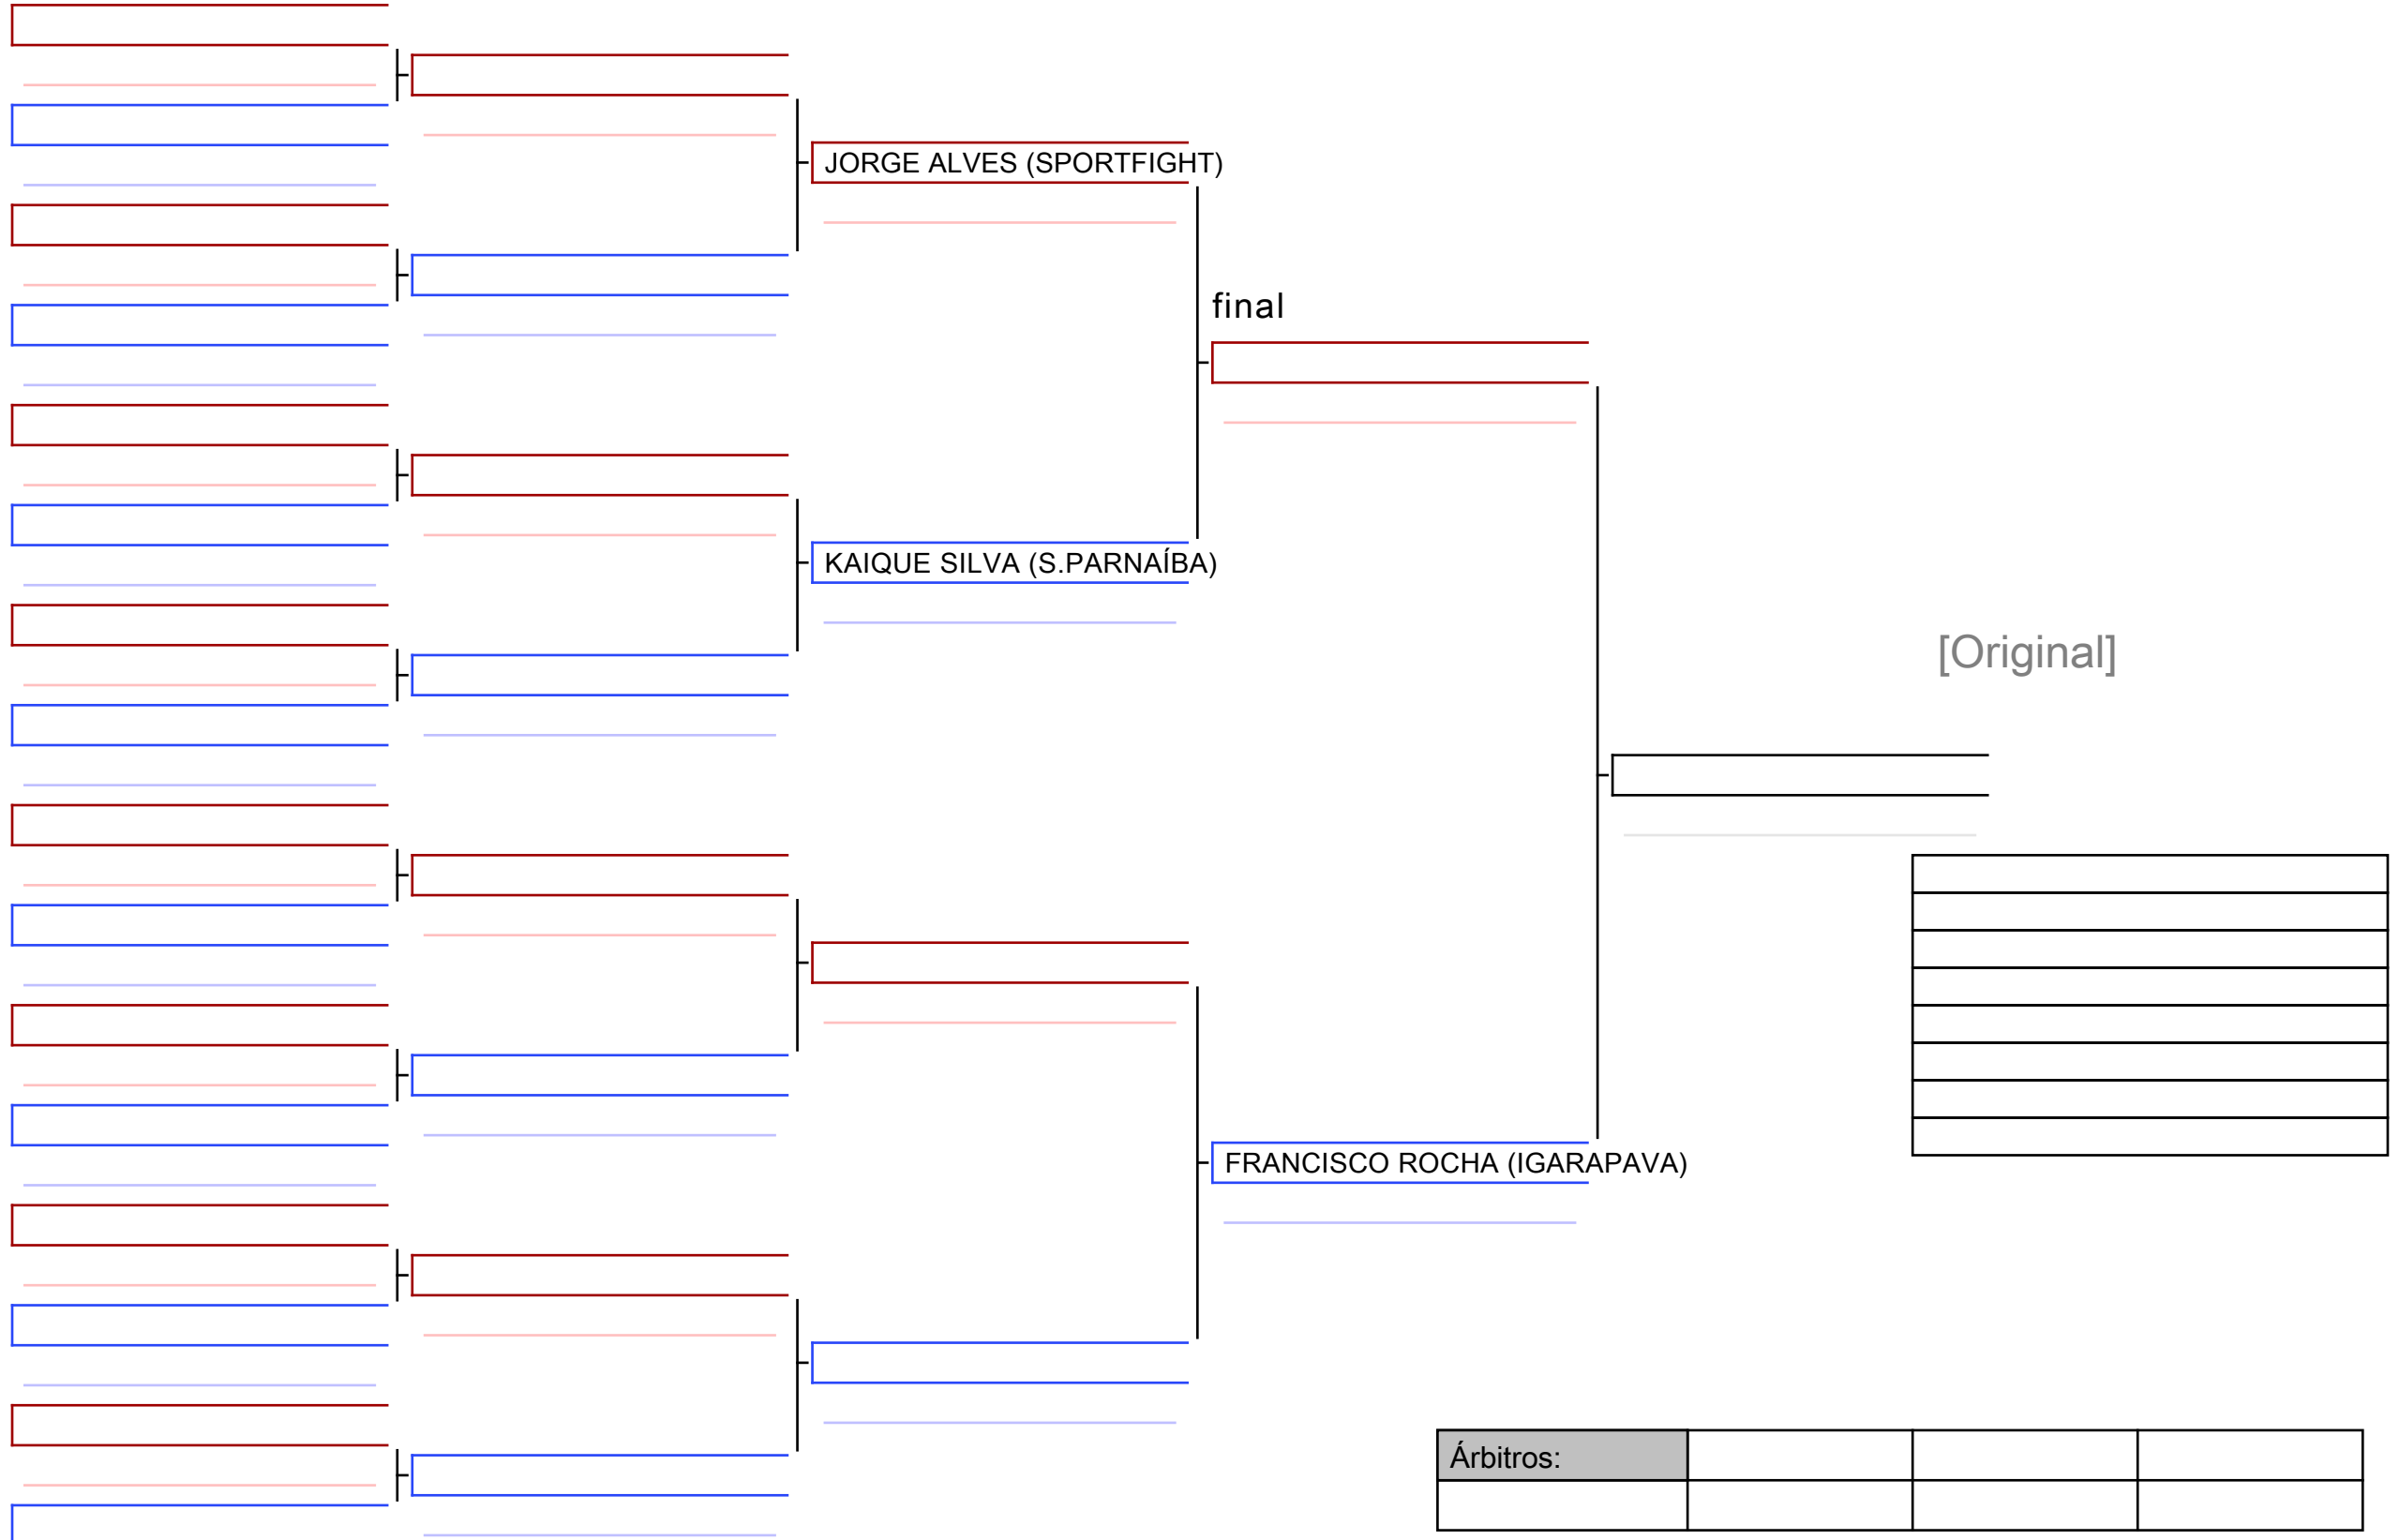 JORGE ALVES (SPORTFIGHT)
final
KAIQUE SILVA (S.PARNAÍBA)
[Original]
FRANCISCO ROCHA (IGARAPAVA)
Árbitros: